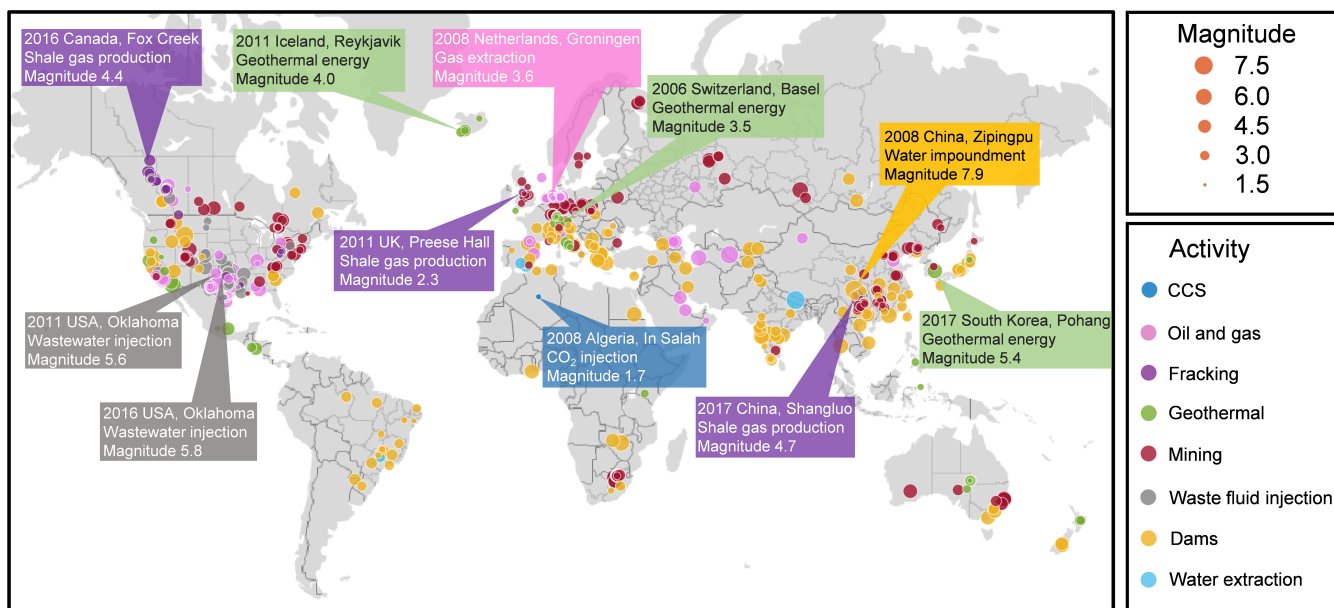 2016 Canada, Fox Creek
Shale gas production
Magnitude 4.4
2011 Iceland, Reykjavik
Geothermal energy
Magnitude 4.0
2008 Netherlands, Groningen
Gas extraction
Magnitude 3.6
2006 Switzerland, Basel
Geothermal energy
Magnitude 3.5
2008 China, Zipingpu
Water impoundment
Magnitude 7.9
2011 UK, Preese Hall
Shale gas production
Magnitude 2.3
2011 USA, Oklahoma
Wastewater injection
Magnitude 5.6
2008 Algeria, In Salah
CO₂ injection
Magnitude 1.7
2017 South Korea, Pohang
Geothermal energy
Magnitude 5.4
2016 USA, Oklahoma
Wastewater injection
Magnitude 5.8
2017 China, Shangluo
Shale gas production
Magnitude 4.7
Magnitude
7.5
6.0
4.5
3.0
1.5
Activity
CCS
Oil and gas
Fracking
Geothermal
Mining
Waste fluid injection
Dams
Water extraction